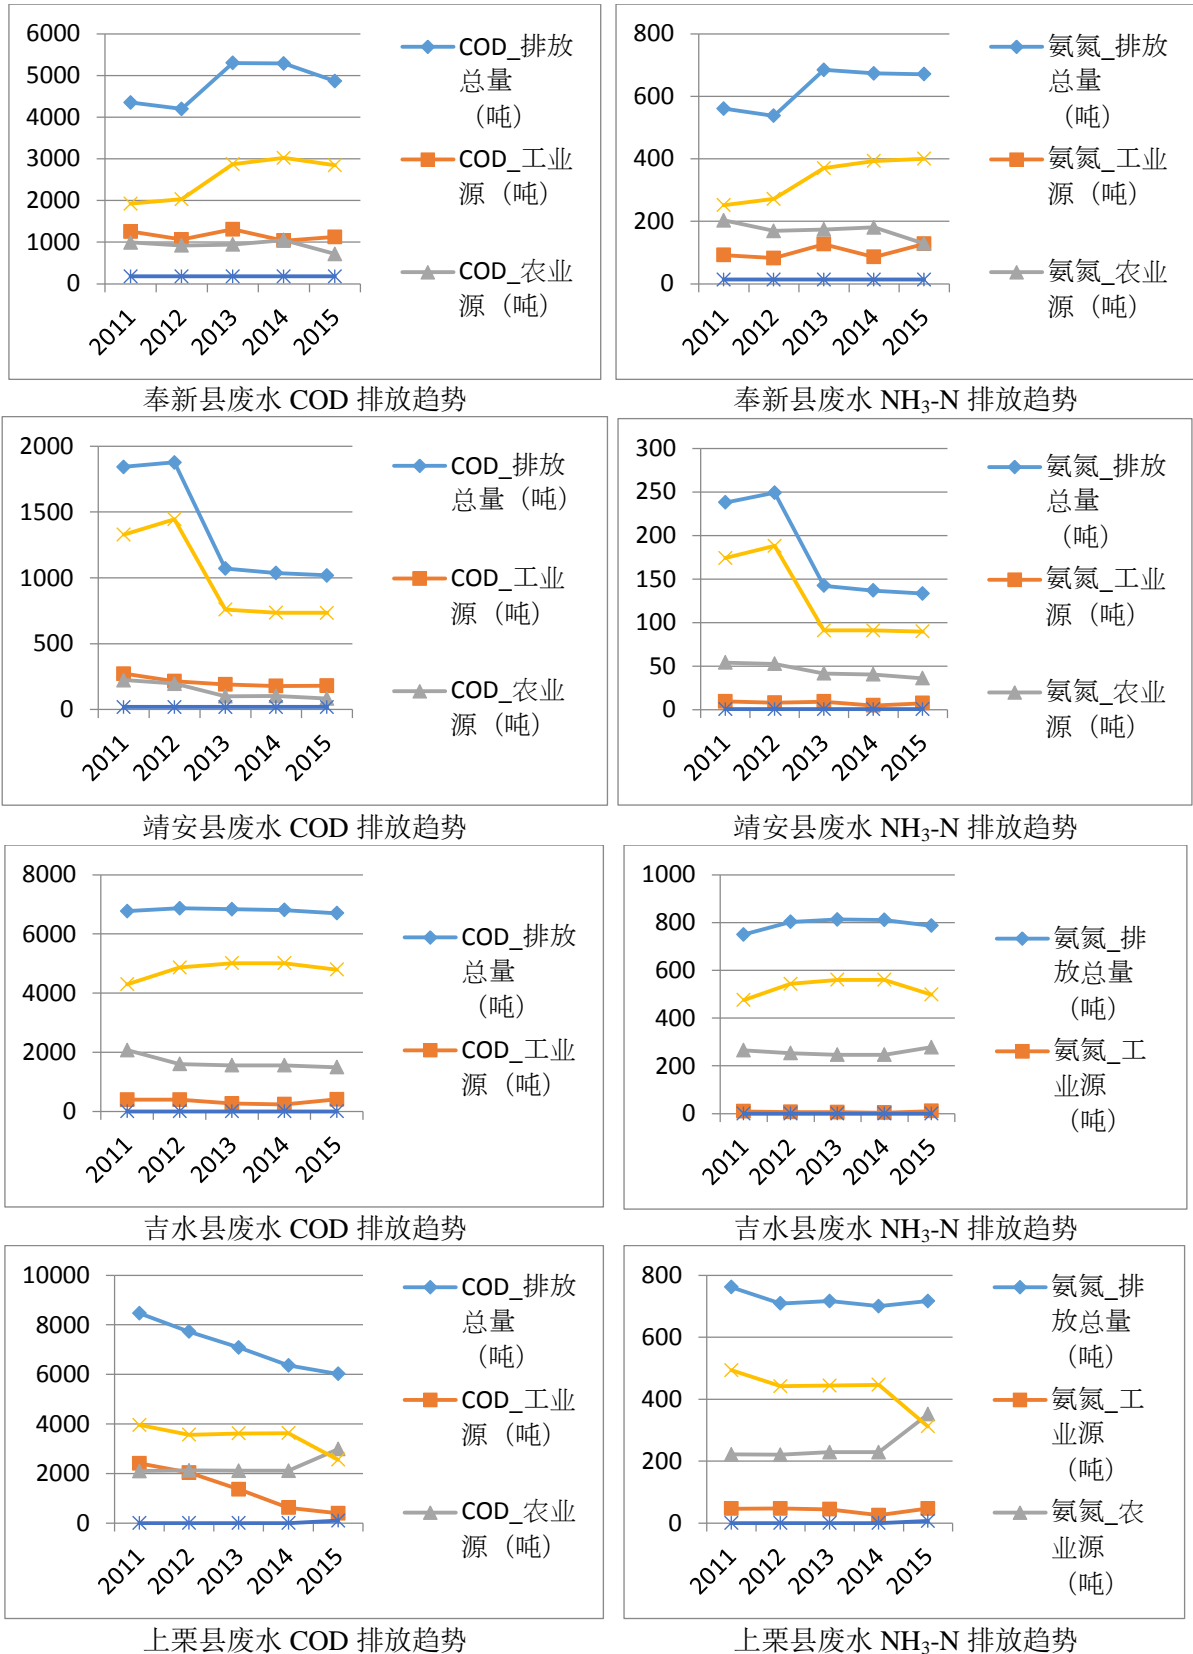 6000
5000
4000
3000
2000
1000
0
2011
2012
2013
2014
2015
COD_排放
总量
（吨）
COD_工业
源（吨）
COD_农业
源（吨）
奉新县废水 COD 排放趋势
800
600
400
200
0
2011
2012
2013
2014
2015
氨氮_排放
总量
（吨）
氨氮_工业
源（吨）
氨氮_农业
源（吨）
奉新县废水 NH₃-N 排放趋势
2000
1500
1000
500
0
2011
2012
2013
2014
2015
COD_排放
总量（吨）
COD_工业
源（吨）
COD_农业
源（吨）
靖安县废水 COD 排放趋势
300
250
200
150
100
50
0
2011
2012
2013
2014
2015
氨氮_排放
总量
（吨）
氨氮_工业
源（吨）
氨氮_农业
源（吨）
靖安县废水 NH₃-N 排放趋势
8000
6000
4000
2000
0
2011
2012
2013
2014
2015
COD_排放
总量
（吨）
COD_工业
源（吨）
吉水县废水 COD 排放趋势
1000
800
600
400
200
0
2011
2012
2013
2014
2015
氨氮_排
放总量
（吨）
氨氮_工
业源
（吨）
吉水县废水 NH₃-N 排放趋势
10000
8000
6000
4000
2000
0
2011
2012
2013
2014
2015
COD_排放
总量
（吨）
COD_工业
源（吨）
COD_农业
源（吨）
上栗县废水 COD 排放趋势
800
600
400
200
0
2011
2012
2013
2014
2015
氨氮_排
放总量
（吨）
氨氮_工
业源
（吨）
氨氮_农
业源
（吨）
上栗县废水 NH₃-N 排放趋势